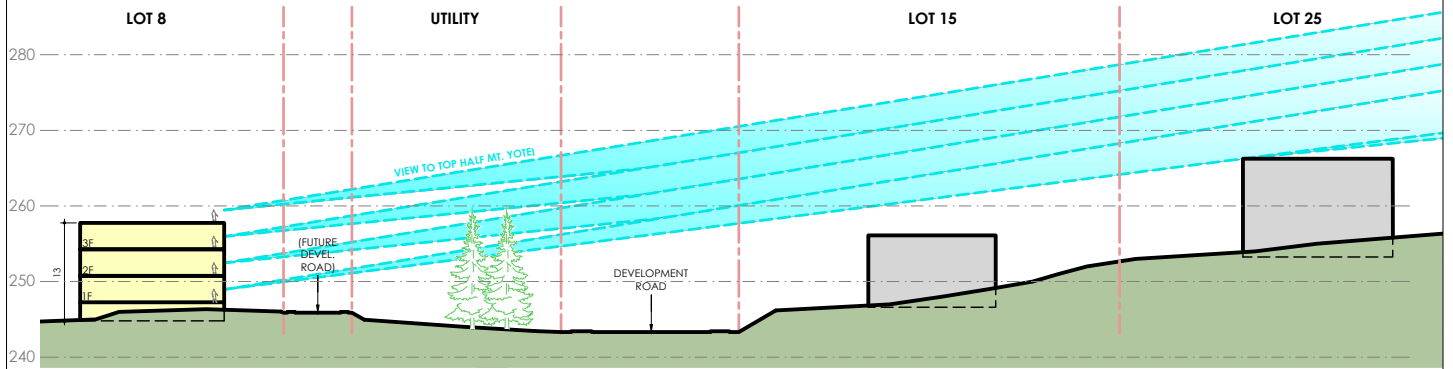 LOT 8
UTILITY
LOT 15
LOT 25
280
270
260
250
240
VIEW TO TOP HALF MT. YOTEI
13
3F
2F
1F
(FUTURE
DEVEL.
ROAD)
DEVELOPMENT
ROAD